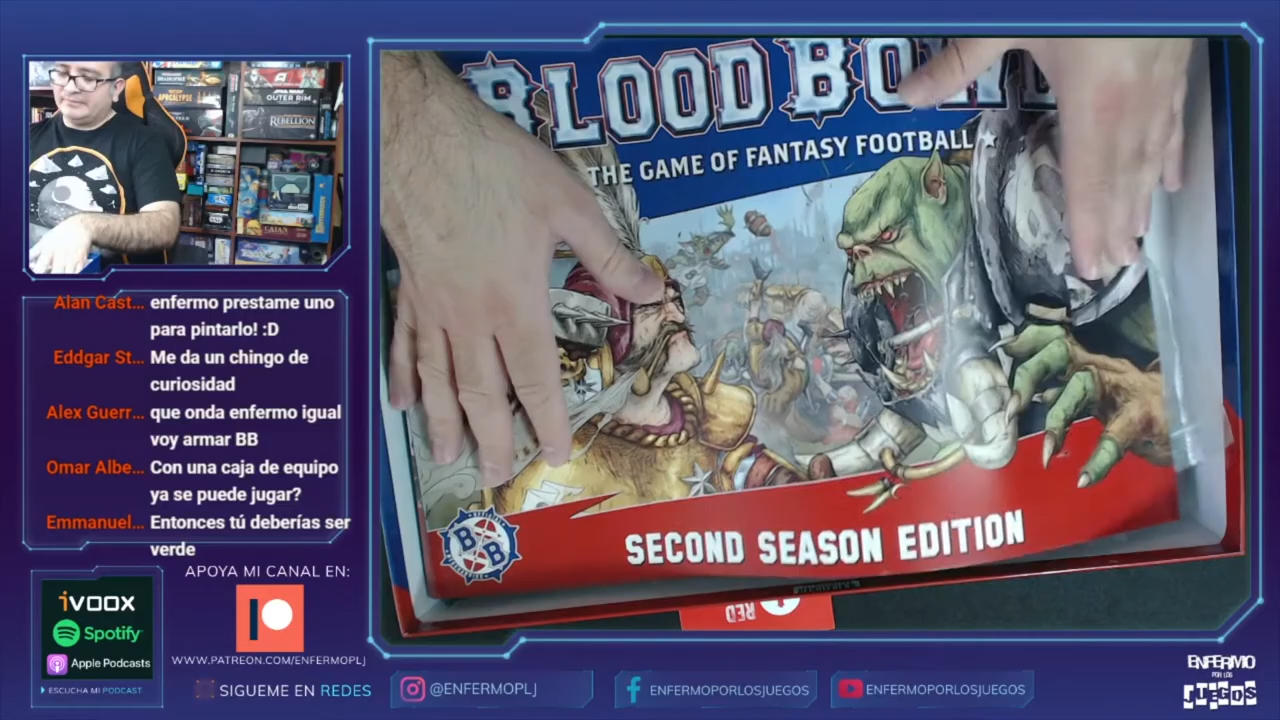 BLOOD BOWL
THE GAME OF FANTASY FOOTBALL
SECOND SEASON EDITION
BB
RED
APOCALYPSE
STAR WARS
OUTER RIM
REBELLION
CATAN
Alan Cast... enfermo prestame uno
para pintarlo! :D
Eddgar St... Me da un chingo de
curiosidad
Alex Guerr... que onda enfermo igual
voy armar BB
Omar Albe... Con una caja de equipo
ya se puede jugar?
Emmanuel... Entonces tú deberías ser
verde
iVOOX
Spotify
Apple Podcasts
ESCUCHA MI PODCAST
APOYA MI CANAL EN:
WWW.PATREON.COM/ENFERMOPLJ
SIGUEME EN REDES
@ENFERMOPLJ
ENFERMOPORLOSJUEGOS
ENFERMOPORLOSJUEGOS
ENFERMO
POR LOS
JUEGOS